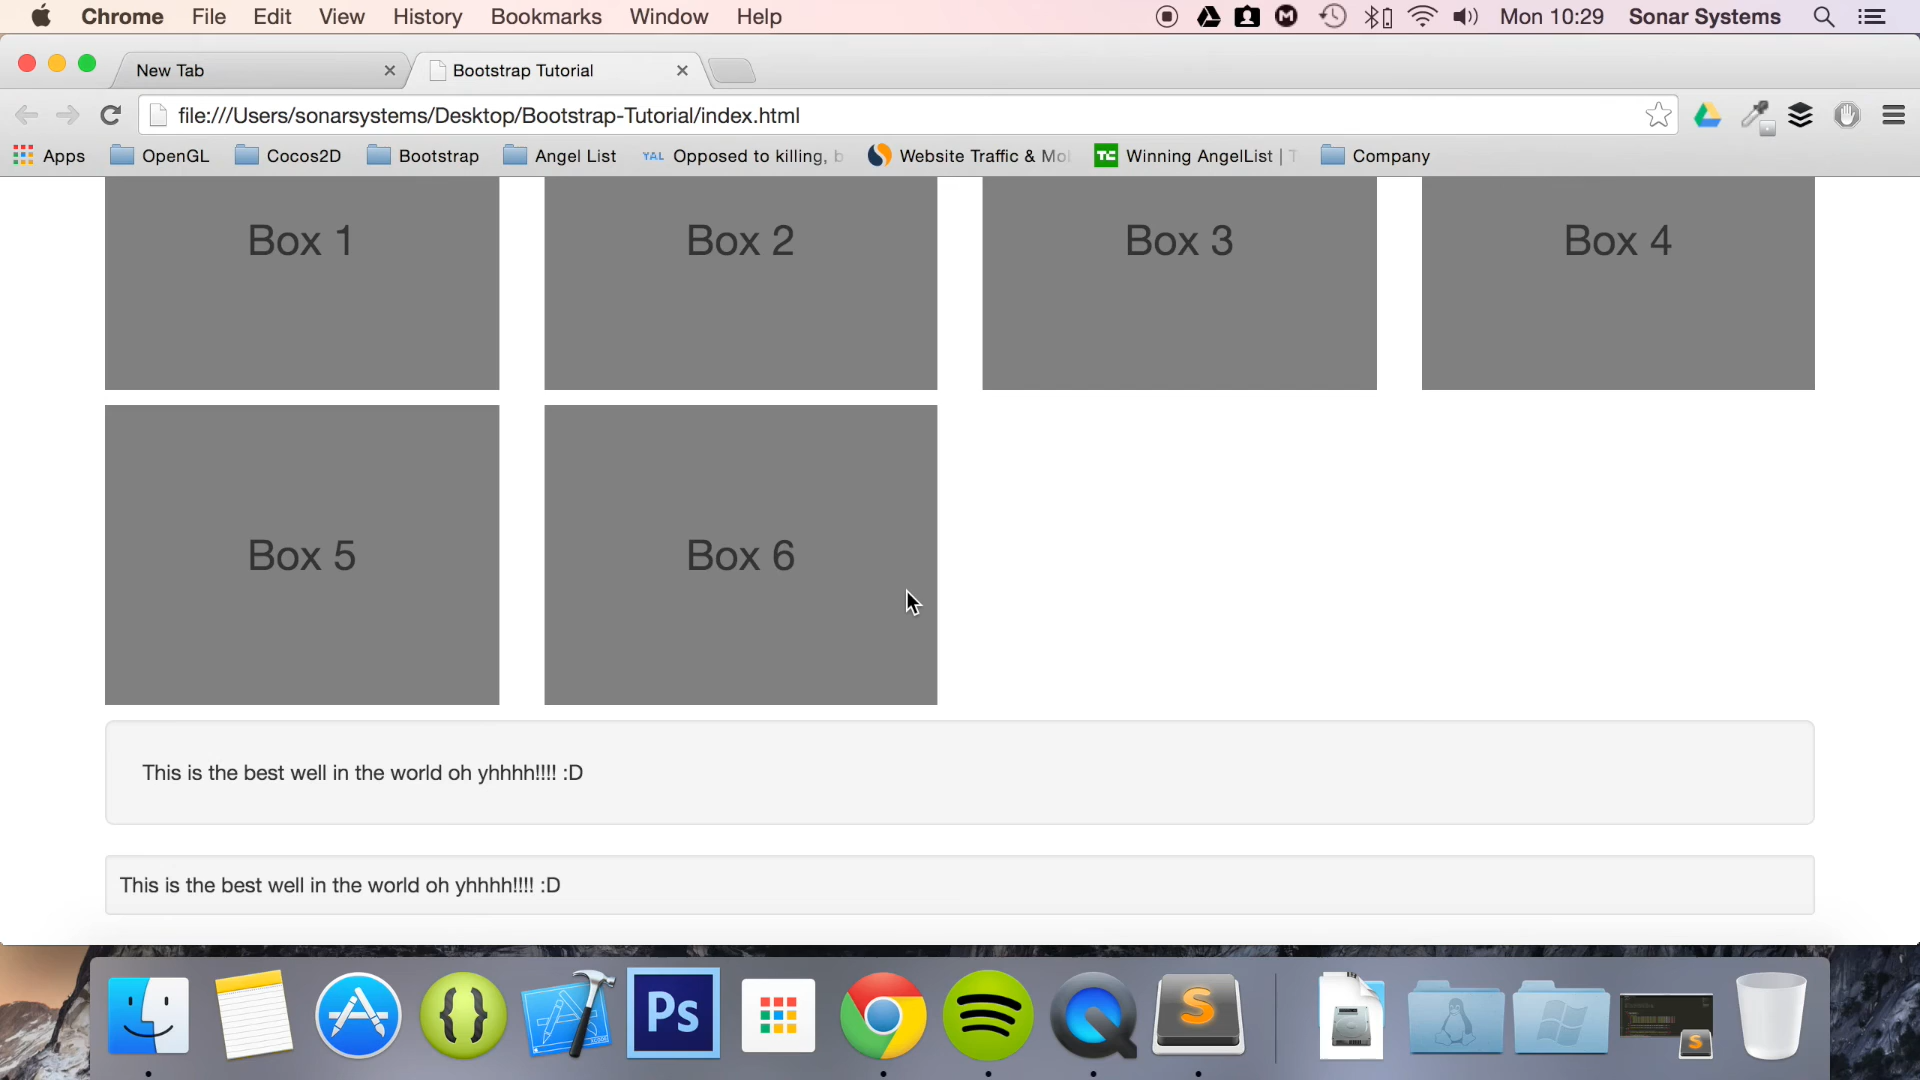 Chrome File Edit View History Bookmarks Window Help Mon 10:29 Sonar Systems
New Tab Bootstrap Tutorial
file:///Users/sonarsystems/Desktop/Bootstrap-Tutorial/index.html
Apps OpenGL Cocos2D Bootstrap Angel List YAL Opposed to killing, b Website Traffic & Mo TC Winning AngelList | T Company
Box 1 Box 2 Box 3 Box 4
Box 5 Box 6
This is the best well in the world oh yhhhh!!!! :D
This is the best well in the world oh yhhhh!!!! :D
Ps